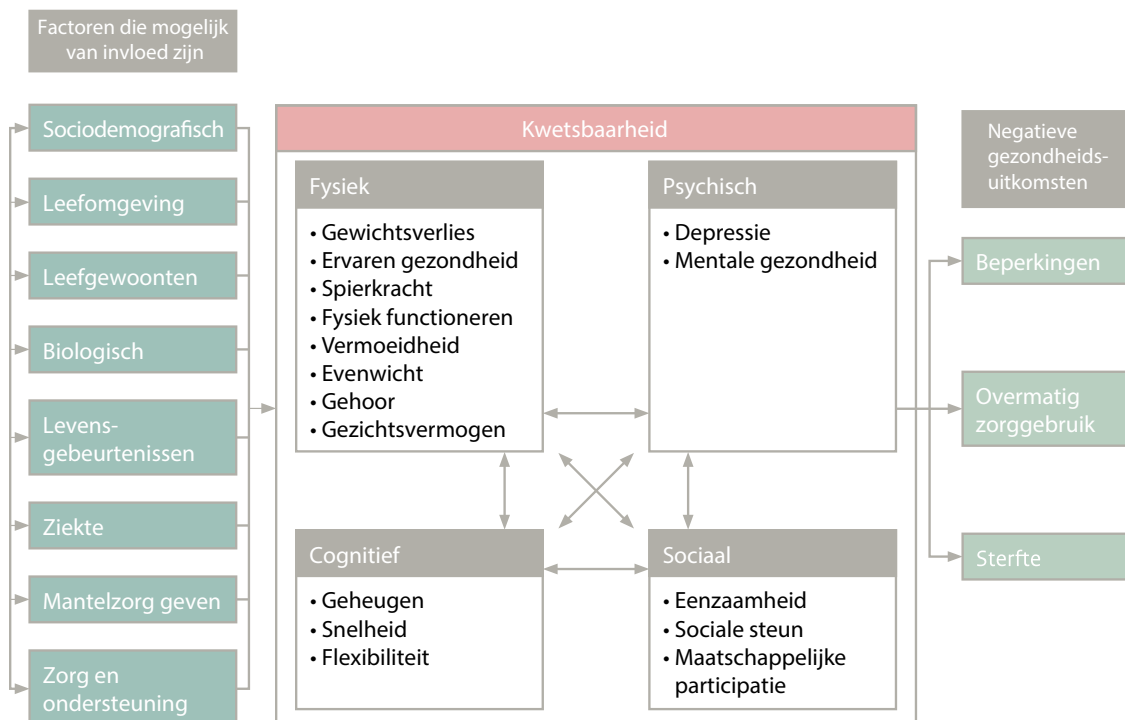 Factoren die mogelijk
van invloed zijn
Sociodemografisch
Leefomgeving
Leefgewoonten
Biologisch
Levens-
gebeurtenissen
Ziekte
Mantelzorg geven
Zorg en
ondersteuning
Kwetsbaarheid
Fysiek
• Gewichtsverlies
• Ervaren gezondheid
• Spierkracht
• Fysiek functioneren
• Vermoeidheid
• Evenwicht
• Gehoor
• Gezichtsvermogen
Psychisch
• Depressie
• Mentale gezondheid
Cognitief
• Geheugen
• Snelheid
• Flexibiliteit
Sociaal
• Eenzaamheid
• Sociale steun
• Maatschappelijke
participatie
Negatieve
gezondheids-
uitkomsten
Beperkingen
Overmatig
zorggebruik
Sterfte